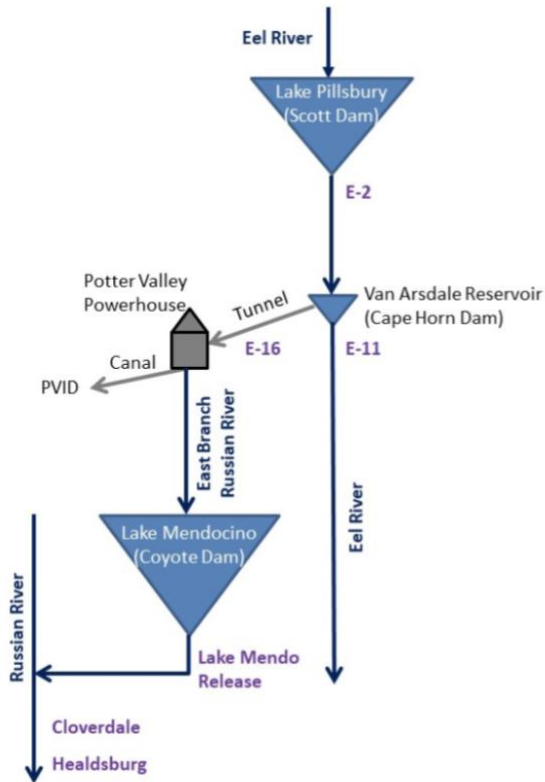 Eel River
Lake Pillsbury
(Scott Dam)
E-2
Potter Valley
Powerhouse
Tunnel
Van Arsdale Reservoir
(Cape Horn Dam)
E-16
E-11
Canal
PVID
East Branch
Russian River
Eel River
Lake Mendocino
(Coyote Dam)
Russian River
Lake Mendo
Release
Cloverdale
Healdsburg